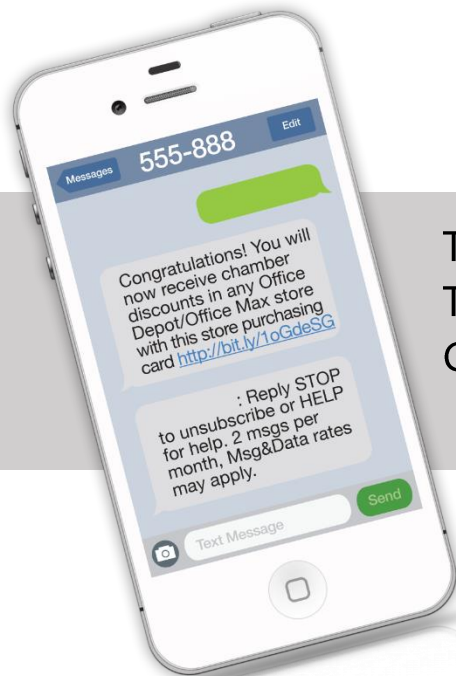 Messages
555-888
Edit
Congratulations! You will
now receive chamber
discounts in any Office
Depot/Office Max store
with this store purchasing
card http://bit.ly/1oGdeSG
: Reply STOP
to unsubscribe or HELP
for help. 2 msgs per
month, Msg&Data rates
may apply.
Text Message
Send